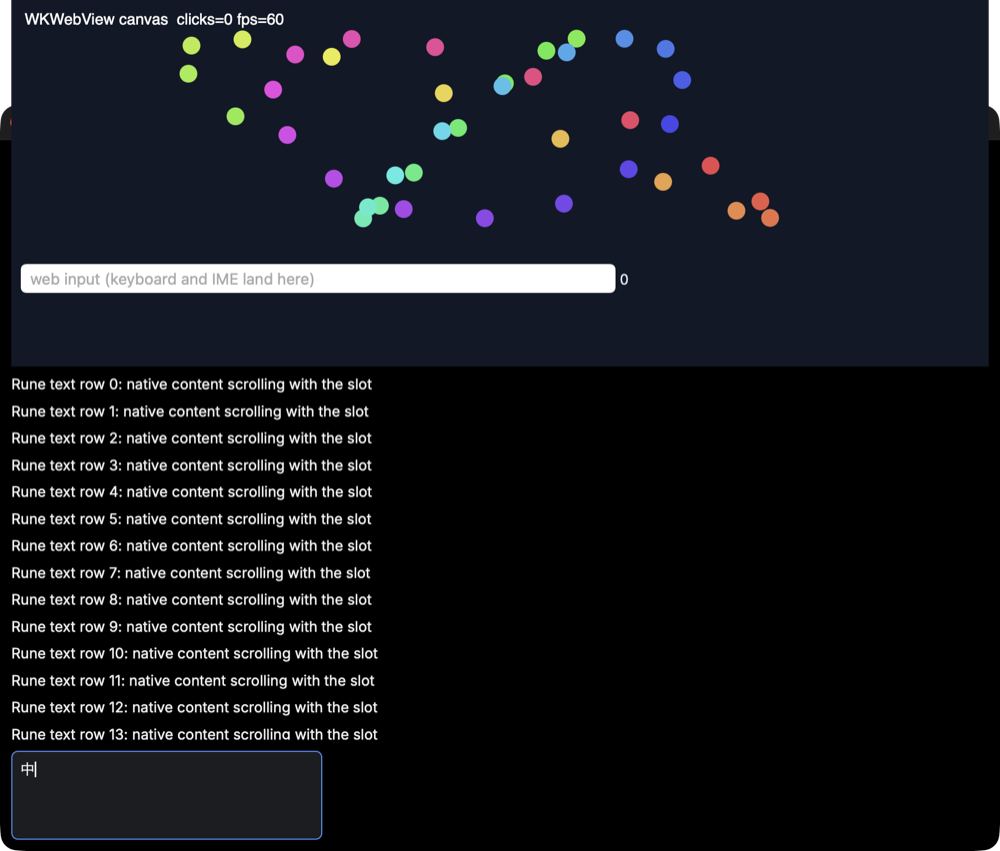 WKWebView canvas  clicks=0 fps=60
web input (keyboard and IME land here) 0
Rune text row 0: native content scrolling with the slot
Rune text row 1: native content scrolling with the slot
Rune text row 2: native content scrolling with the slot
Rune text row 3: native content scrolling with the slot
Rune text row 4: native content scrolling with the slot
Rune text row 5: native content scrolling with the slot
Rune text row 6: native content scrolling with the slot
Rune text row 7: native content scrolling with the slot
Rune text row 8: native content scrolling with the slot
Rune text row 9: native content scrolling with the slot
Rune text row 10: native content scrolling with the slot
Rune text row 11: native content scrolling with the slot
Rune text row 12: native content scrolling with the slot
Rune text row 13: native content scrolling with the slot
中